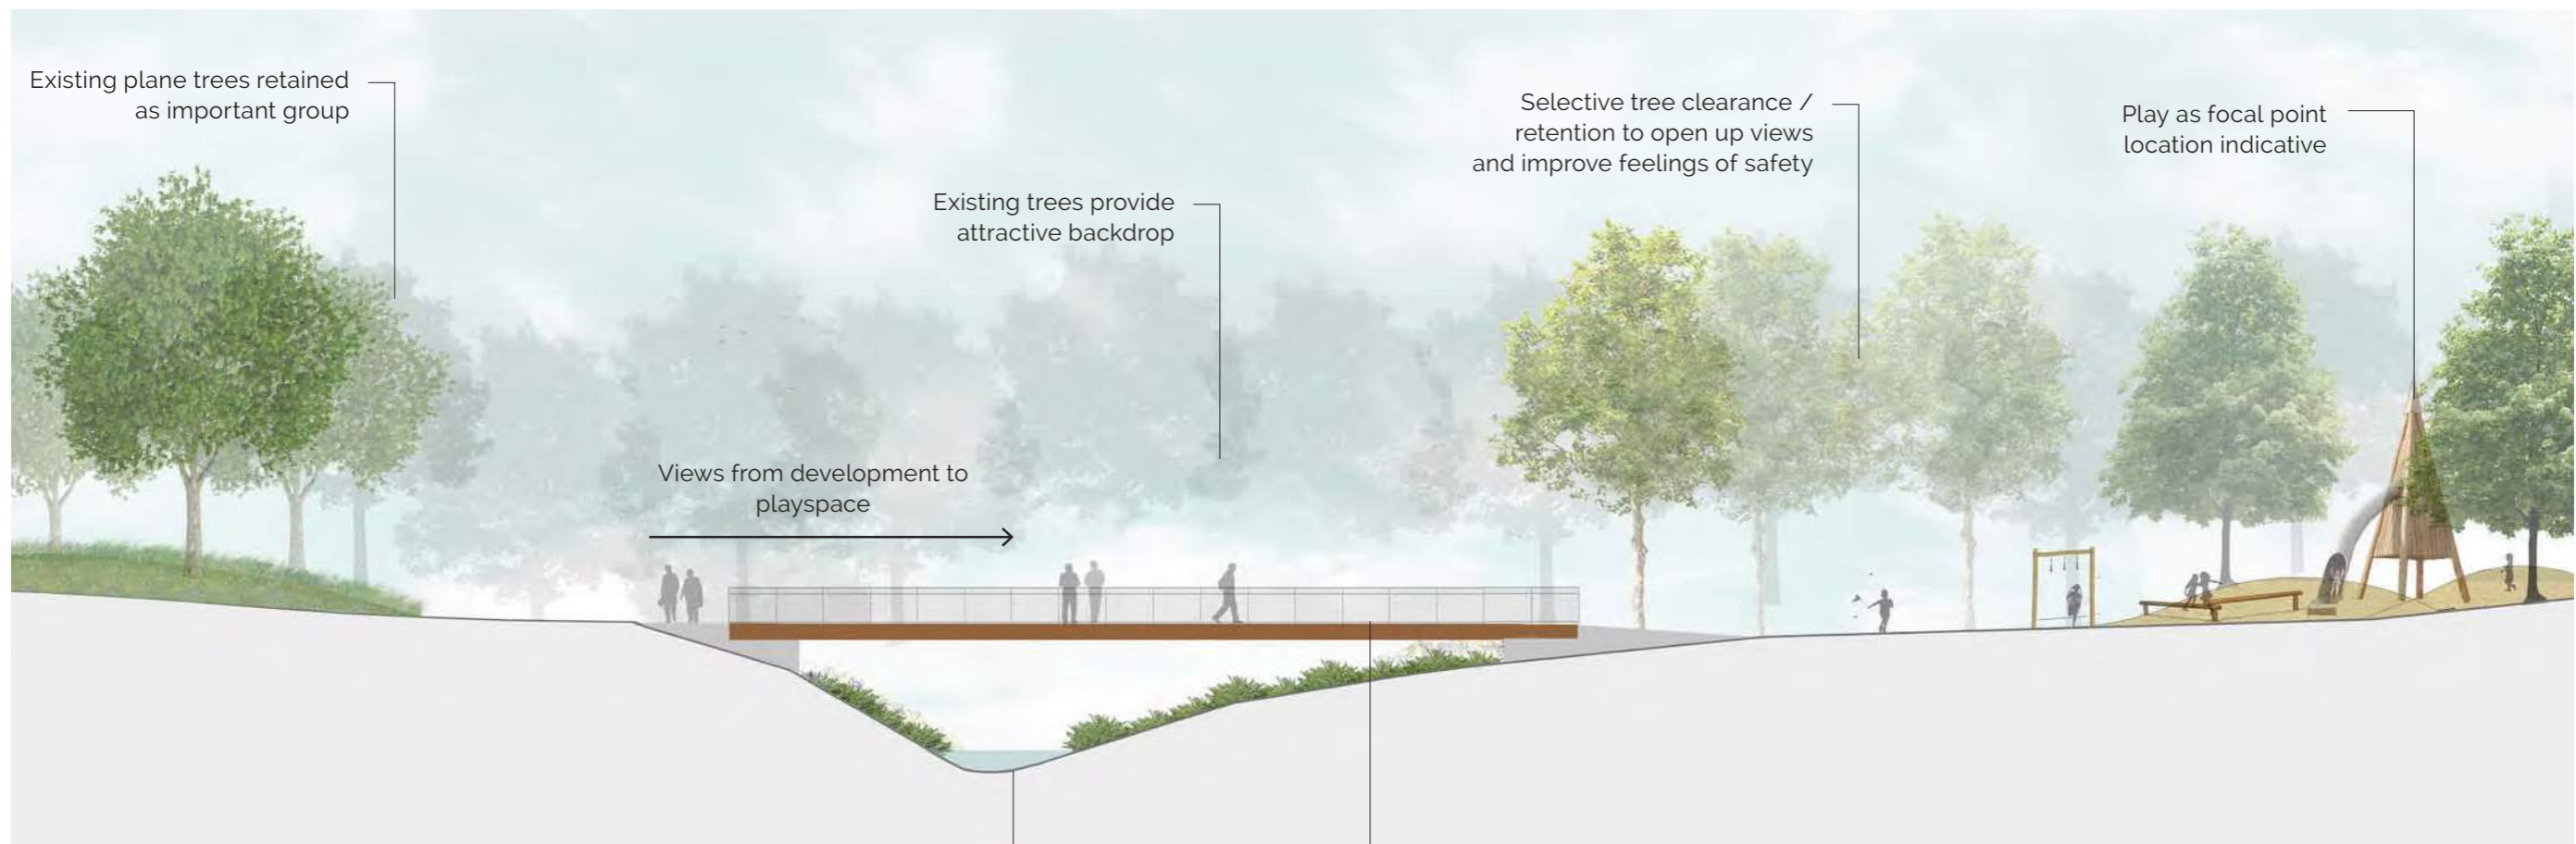 Existing plane trees retained
as important group
Existing trees provide
attractive backdrop
Selective tree clearance /
retention to open up views
and improve feelings of safety
Play as focal point
location indicative
Views from development to
playspace